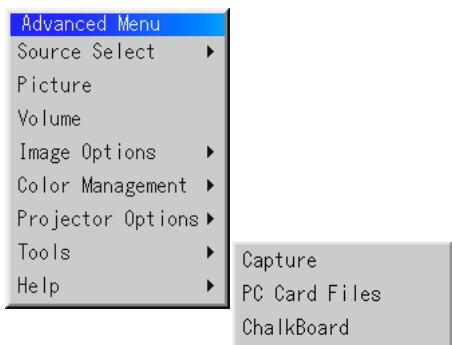 Advanced Menu
Source Select
Picture
Volume
Image Options
Color Management
Projector Options
Tools
Help
Capture
PC Card Files
ChalkBoard